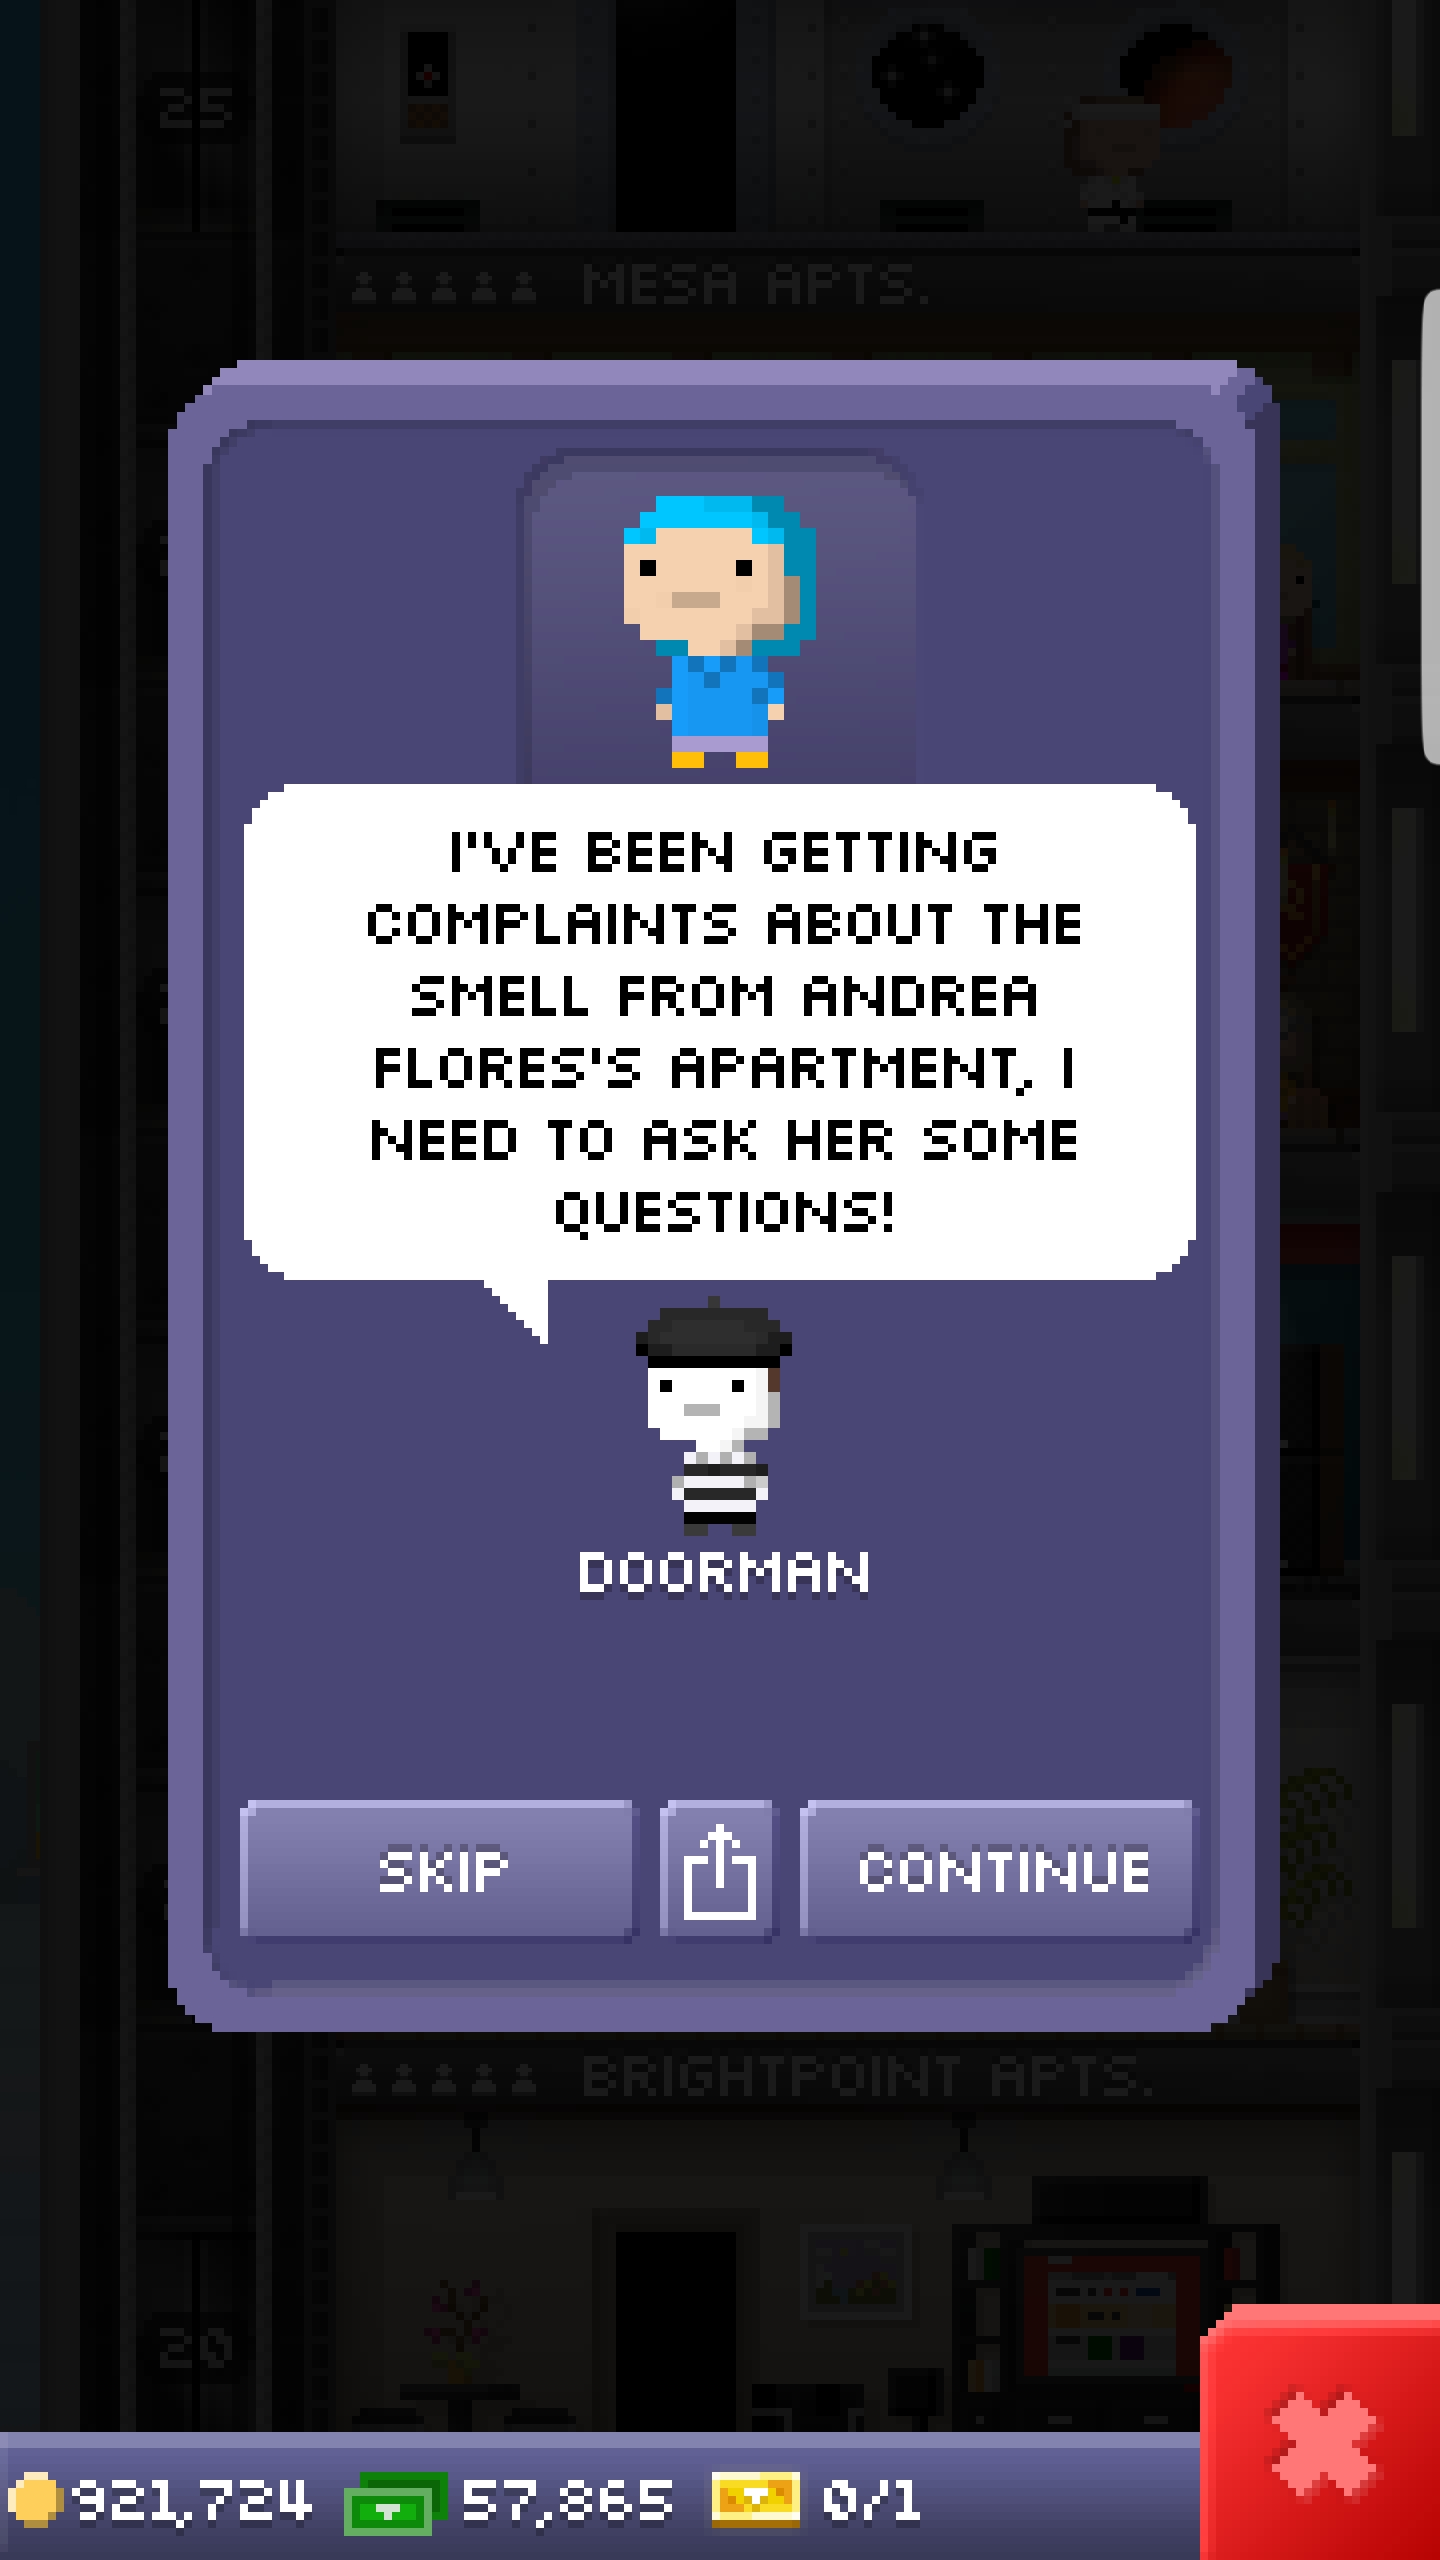 25
MESA APTS.
I'VE BEEN GETTING
COMPLAINTS ABOUT THE
SMELL FROM ANDREA
FLORES'S APARTMENT, I
NEED TO ASK HER SOME
QUESTIONS!
DOORMAN
SKIP
CONTINUE
BRIGHTPOINT APTS.
20
921,724
57,865
0/1